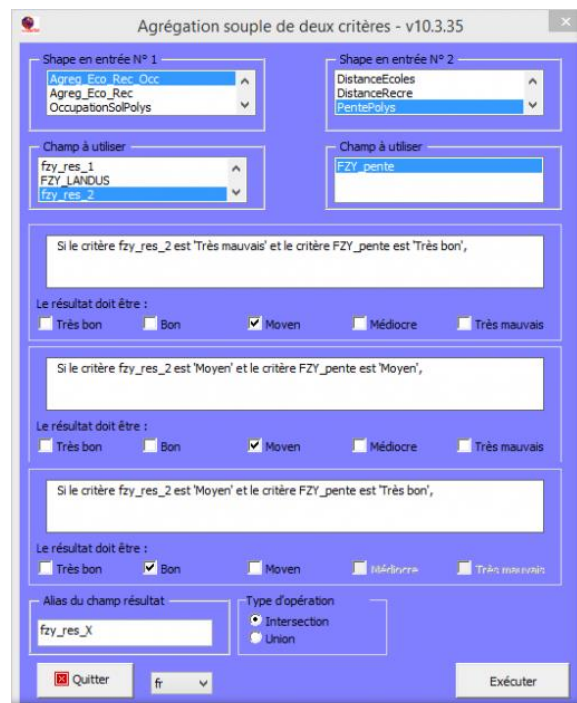 Agrégation souple de deux critères - v10.3.35
Shape en entrée N° 1
Agreg_Eco_Rec_Occ
Agreg_Eco_Rec
OccupationSolPolys
Shape en entrée N° 2
DistanceEcoles
DistanceRecre
PentePolys
Champ à utiliser
fzy_res_1
FZY_LANDUS
fzy_res_2
Champ à utiliser
FZY_pente
Si le critère fzy_res_2 est 'Très mauvais' et le critère FZY_pente est 'Très bon',
Le résultat doit être :
Très bon Bon Moyen Médiocre Très mauvais
Si le critère fzy_res_2 est 'Moyen' et le critère FZY_pente est 'Moyen',
Le résultat doit être :
Très bon Bon Moyen Médiocre Très mauvais
Si le critère fzy_res_2 est 'Moyen' et le critère FZY_pente est 'Très bon',
Le résultat doit être :
Très bon Bon Moyen Médiocre Très mauvais
Alias du champ résultat
fzy_res_X
Type d'opération
Intersection
Union
Quitter fr Exécuter